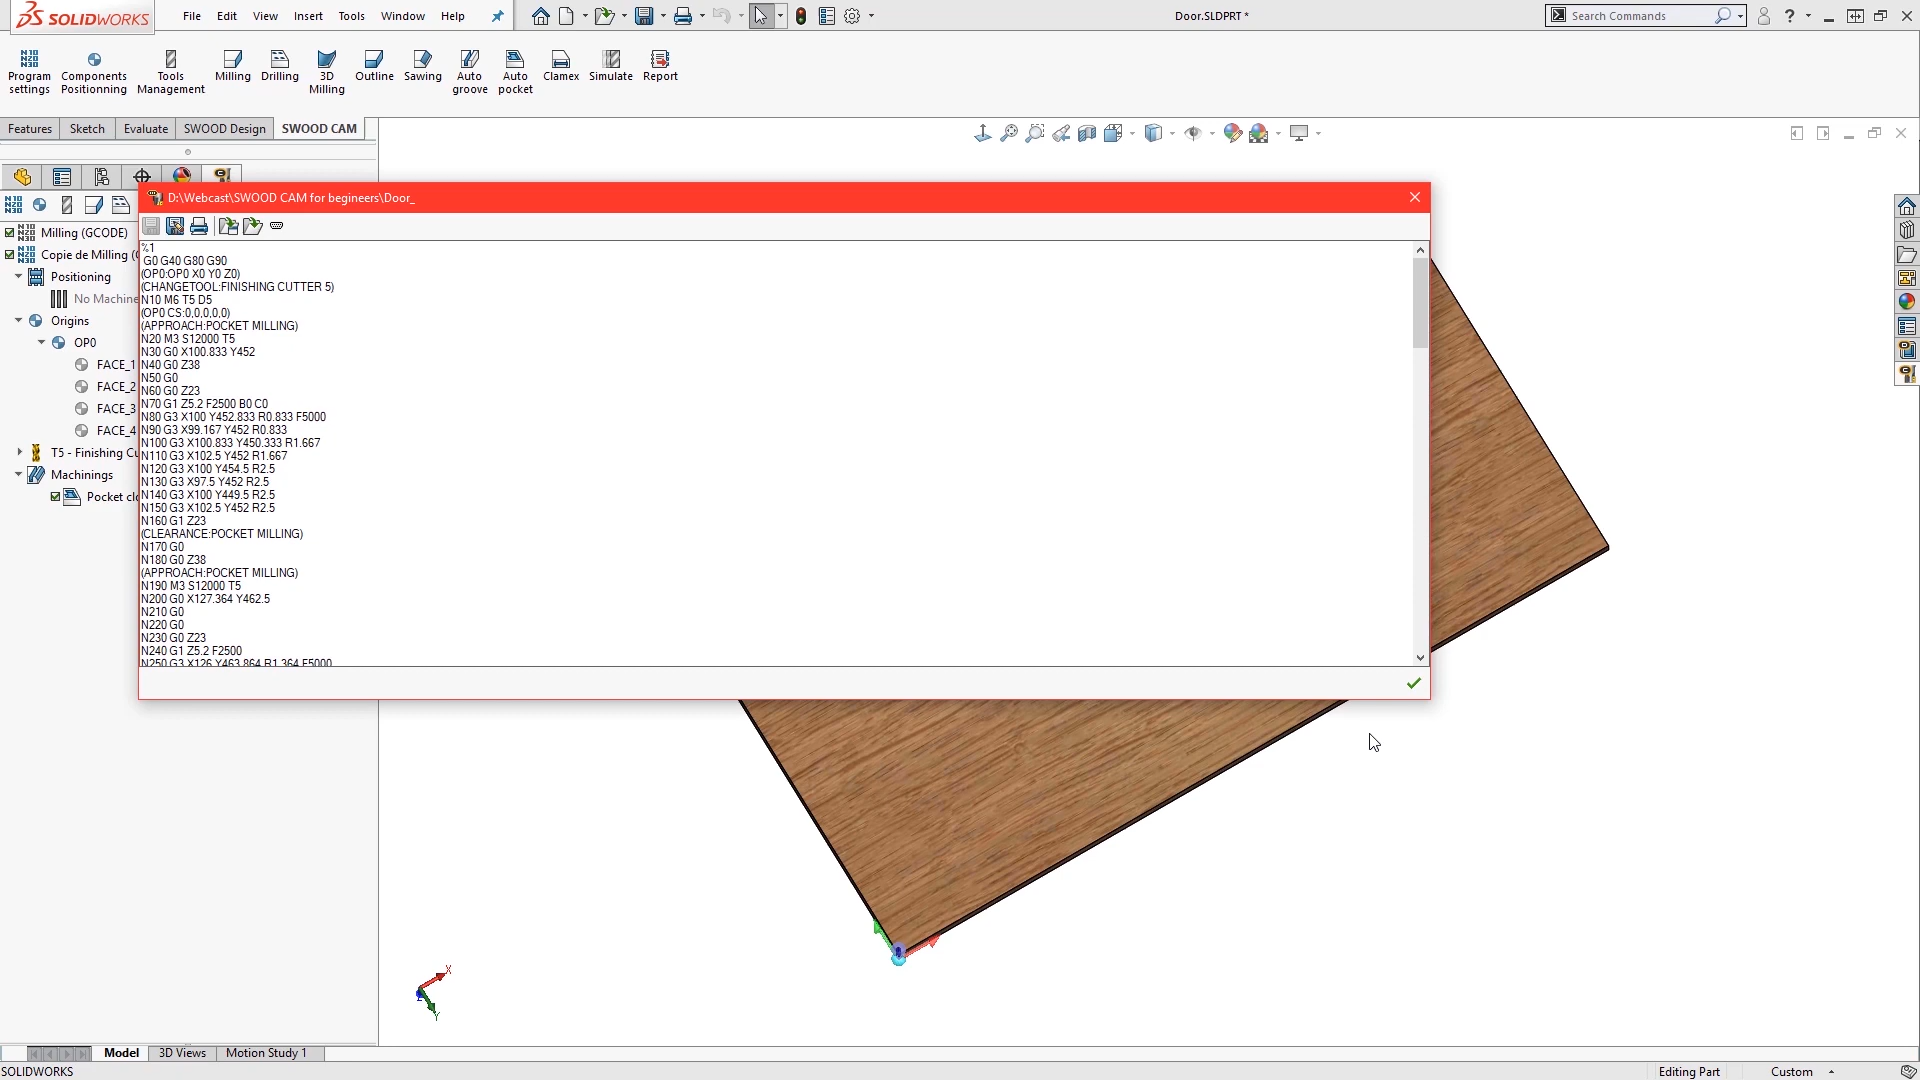 SOLIDWORKS
File Edit View Insert Tools Window Help
Door.SLDPRT *
Search Commands
Program settings
Components Positionning
Tools Management
Milling
Drilling
3D Milling
Outline
Sawing
Auto groove
Auto pocket
Clamex
Simulate
Report
Features Sketch Evaluate SWOOD Design SWOOD CAM
D:\Webcast\SWOOD CAM for begineers\Door_
Milling (GCODE)
Copie de Milling (
Positioning
No Machine
Origins
OP0
FACE_1
FACE_2
FACE_3
FACE_4
T5 - Finishing Cu
Machinings
Pocket clo
%1
G0 G40 G80 G90
(OP0:OP0 X0 Y0 Z0)
(CHANGETOOL:FINISHING CUTTER 5)
N10 M6 T5 D5
(OP0 CS:0,0,0,0,0)
(APPROACH:POCKET MILLING)
N20 M3 S12000 T5
N30 G0 X100.833 Y452
N40 G0 Z38
N50 G0
N60 G0 Z23
N70 G1 Z5.2 F2500 B0 C0
N80 G3 X100 Y452.833 R0.833 F5000
N90 G3 X99.167 Y452 R0.833
N100 G3 X100.833 Y450.333 R1.667
N110 G3 X102.5 Y452 R1.667
N120 G3 X100 Y454.5 R2.5
N130 G3 X97.5 Y452 R2.5
N140 G3 X100 Y449.5 R2.5
N150 G3 X102.5 Y452 R2.5
N160 G1 Z23
(CLEARANCE:POCKET MILLING)
N170 G0
N180 G0 Z38
(APPROACH:POCKET MILLING)
N190 M3 S12000 T5
N200 G0 X127.364 Y462.5
N210 G0
N220 G0
N230 G0 Z23
N240 G1 Z5.2 F2500
N250 G3 X126 Y463.864 R1.364 F5000
X
Y
Z
Model 3D Views Motion Study 1
SOLIDWORKS
Editing Part
Custom